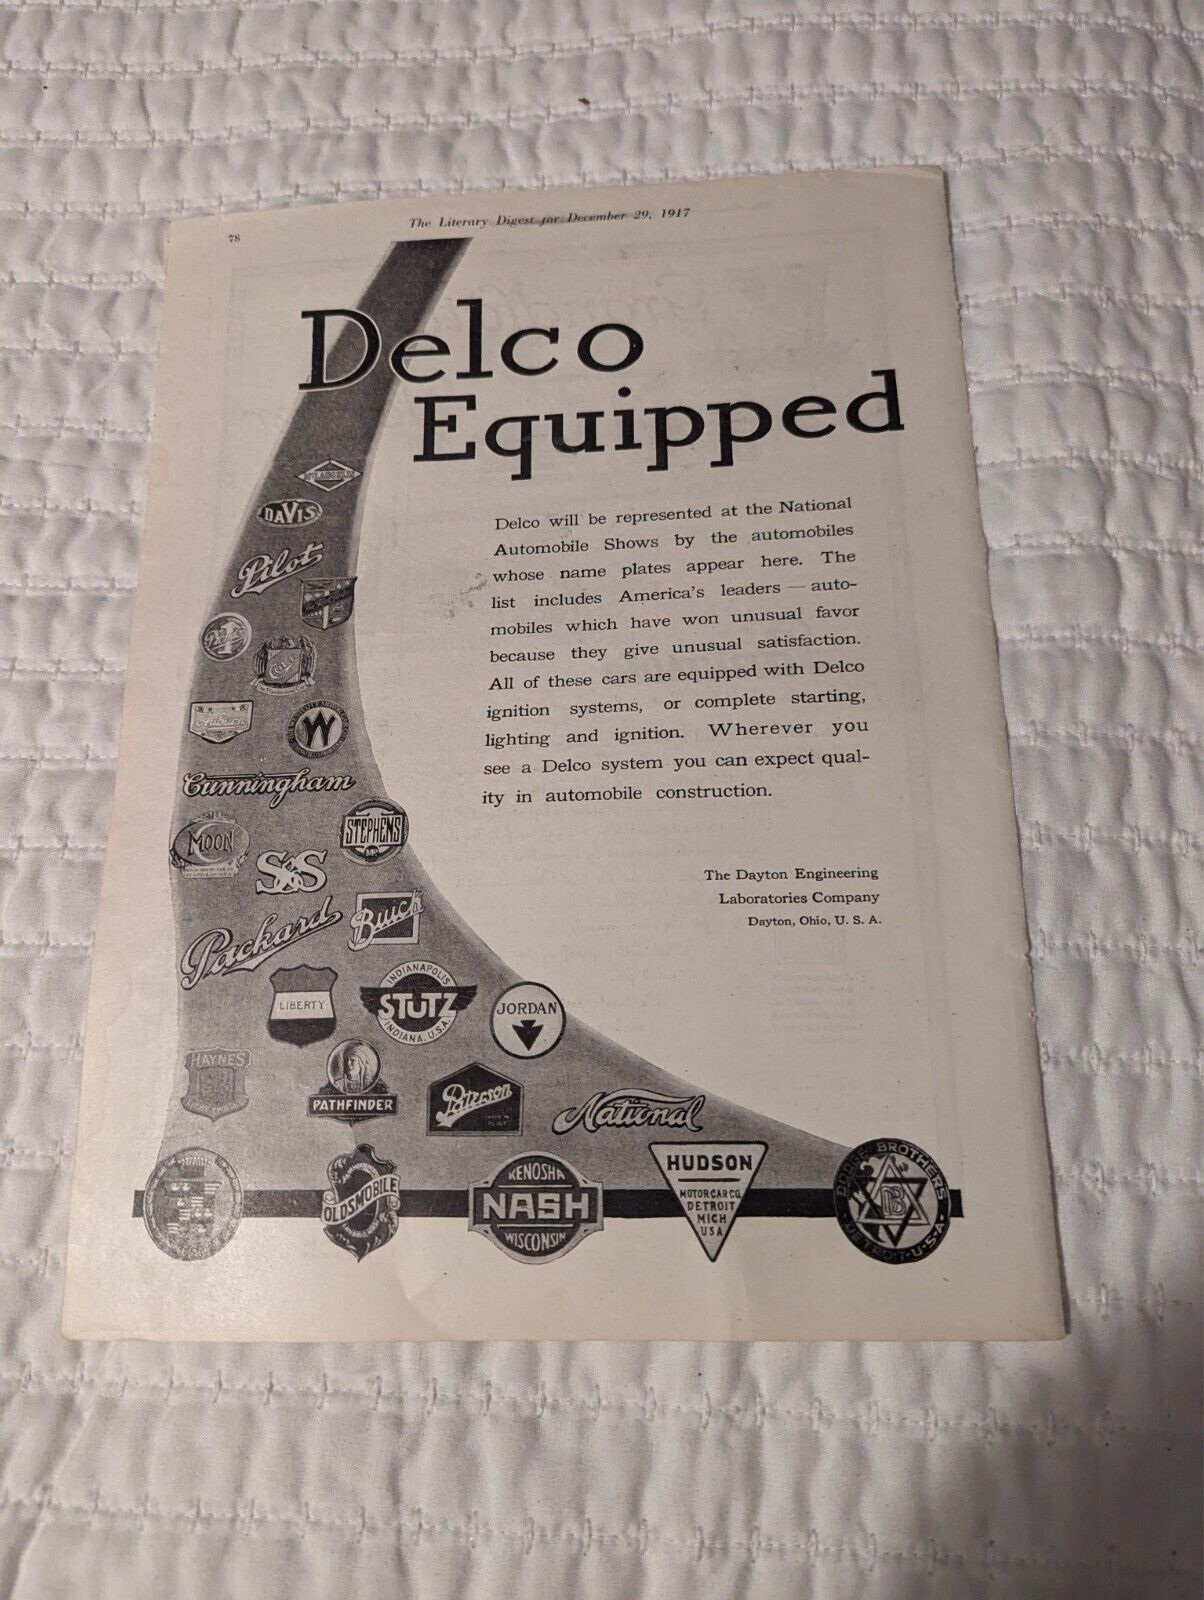 78
The Literary Digest for December 29, 1917
Delco
Equipped
Delco will be represented at the National
Automobile Shows by the automobiles
whose name plates appear here. The
list includes America's leaders — auto-
mobiles which have won unusual favor
because they give unusual satisfaction.
All of these cars are equipped with Delco
ignition systems, or complete starting,
lighting and ignition. Wherever you
see a Delco system you can expect qual-
ity in automobile construction.
The Dayton Engineering
Laboratories Company
Dayton, Ohio, U. S. A.
DAVIS
Pilot
COLE
Auburn
W
Cunningham
MOON
STEPHENS
S&S
Packard
Buick
LIBERTY
INDIANAPOLIS
STUTZ
INDIANA. U.S.A.
JORDAN
HAYNES
PATHFINDER
Paterson
National
OLDSMOBILE
KENOSHA
NASH
WISCONSIN
HUDSON
MOTOR CAR CO.
DETROIT
MICH
USA
DODGE BROTHERS
DB
DETROIT-U-S-A-